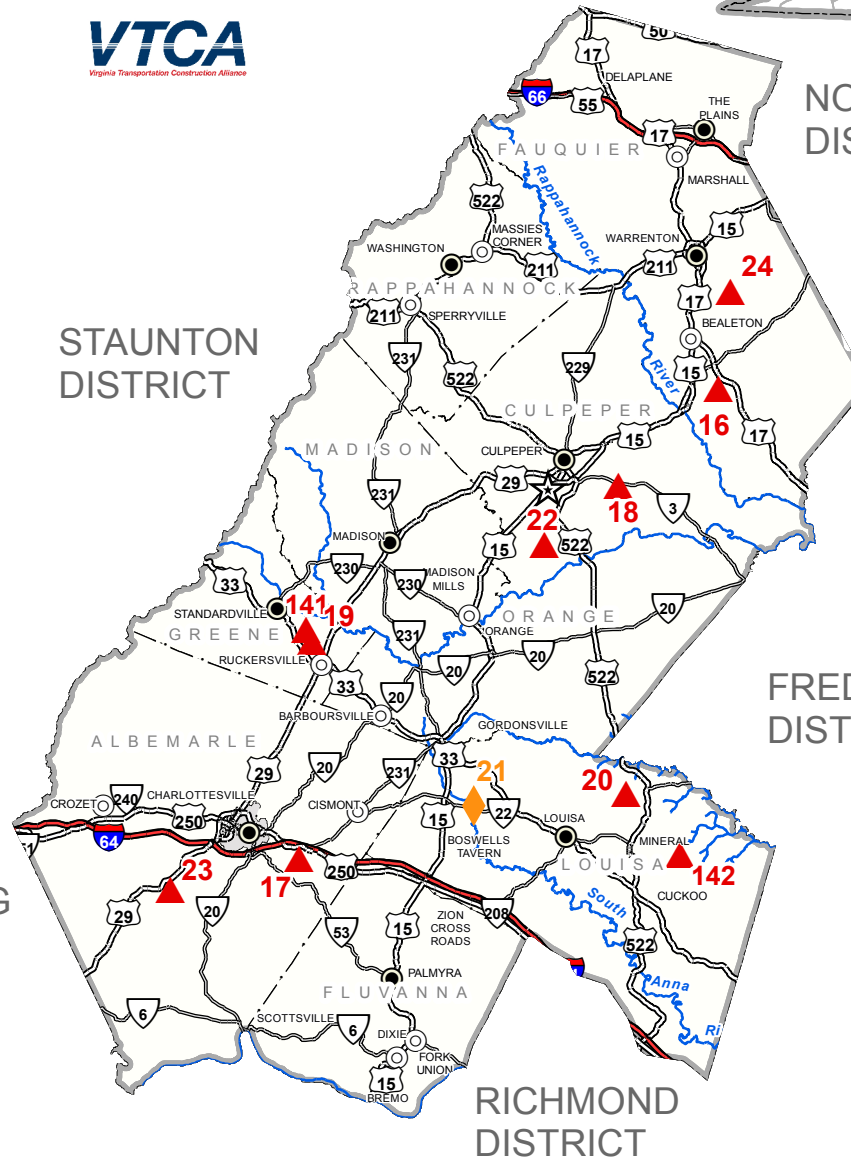 VTCA
Virginia Transportation Construction Alliance
50
17
DELAPLANE
66
55
THE
PLAINS
NO
DIS
17
FAUQUIER
MARSHALL
522
Rappahannock
MASSIES
CORNER
WASHINGTON
211
WARRENTON
211
15
24
RAPPAHANNOCK
17
211
SPERRYVILLE
BEALETON
STAUNTON
DISTRICT
231
522
229
River
15
16
CULPEPER
15
17
MADISON
CULPEPER
29
231
18
3
22
MADISON
15
522
33
230
230
MADISON
MILLS
STANDARDVILLE
141
19
20
GREENE
231
ORANGE
ORANGE
RUCKERSVILLE
20
20
33
522
20
FRED
DIST
BARBOURSVILLE
GORDONSVILLE
ALBEMARLE
29
20
231
33
21
20
CROZET
240
CHARLOTTESVILLE
250
CISMONT
15
22
LOUISA
64
BOSWELLS
TAVERN
MINERAL
LOUISA
23
17
250
142
CUCKOO
G
29
20
South
208
53
15
ZION
CROSS
ROADS
522
PALMYRA
Anna
FLUVANNA
6
SCOTTSVILLE
6
DIXIE
FORK
UNION
15
BREMO
RICHMOND
DISTRICT